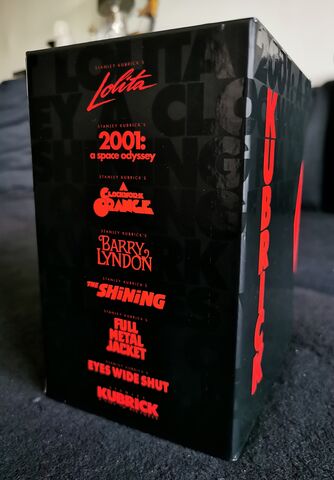 STANLEY KUBRICK'S
Lolita
STANLEY KUBRICK'S
2001:
a space odyssey
STANLEY KUBRICK'S
A
CLOCKWORK
ORANGE
STANLEY KUBRICK'S
BARRY
LYNDON
STANLEY KUBRICK'S
THE SHiNiNG
STANLEY KUBRICK'S
FULL
METAL
JACKET
STANLEY KUBRICK'S
EYES WIDE SHUT
KUBRICK
KUBRICK
LOLITA